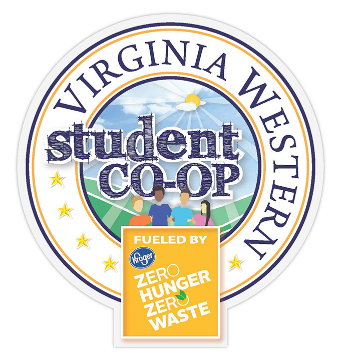 VIRGINIA WESTERN
student
CO-OP
FUELED BY
Kroger
ZERO
HUNGER
ZERO
WASTE